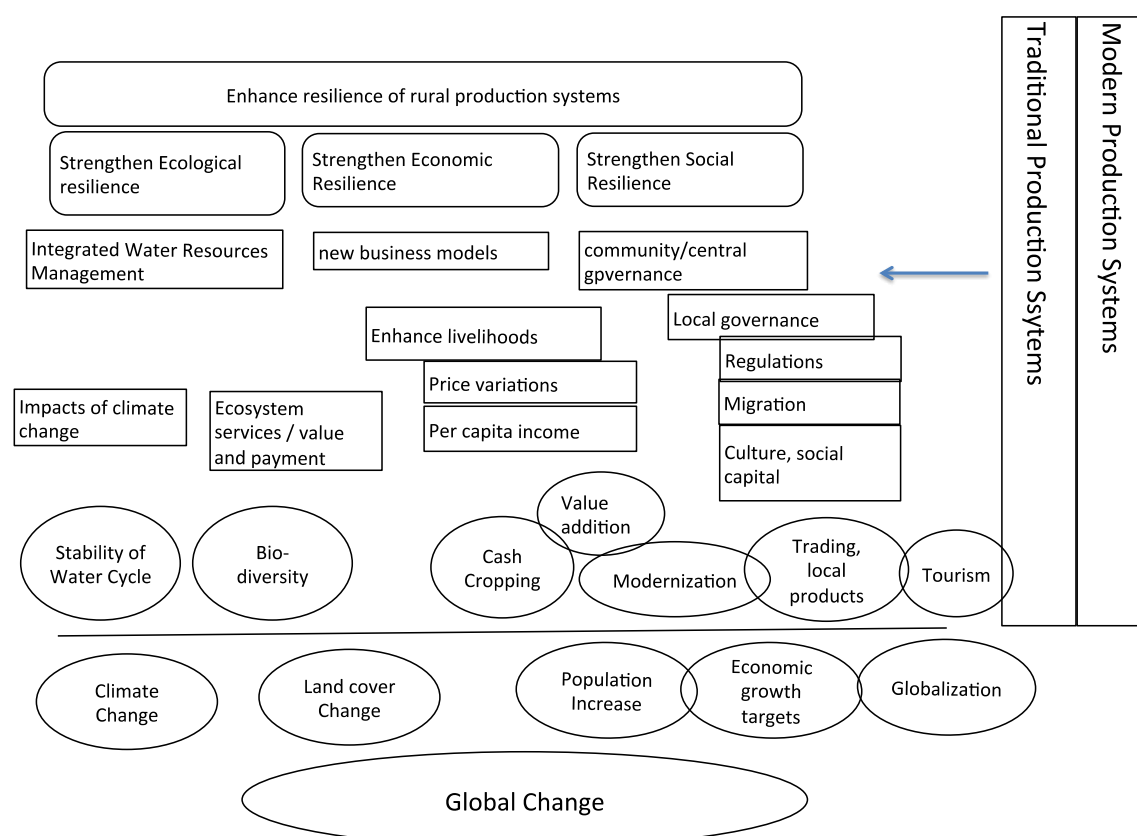 Enhance resilience of rural production systems
Strengthen Ecological
resilience
Strengthen Economic
Resilience
Strengthen Social
Resilience
Integrated Water Resources
Management
new business models
community/central
gpvernance
Local governance
Enhance livelihoods
Regulations
Price variations
Migration
Impacts of climate
change
Ecosystem
services / value
and payment
Per capita income
Culture, social
capital
Value
addition
Stability of
Water Cycle
Bio-
diversity
Cash
Cropping
Modernization
Trading,
local
products
Tourism
Climate
Change
Land cover
Change
Population
Increase
Economic
growth
targets
Globalization
Global Change
Traditional Production Ssytems
Modern Production Systems